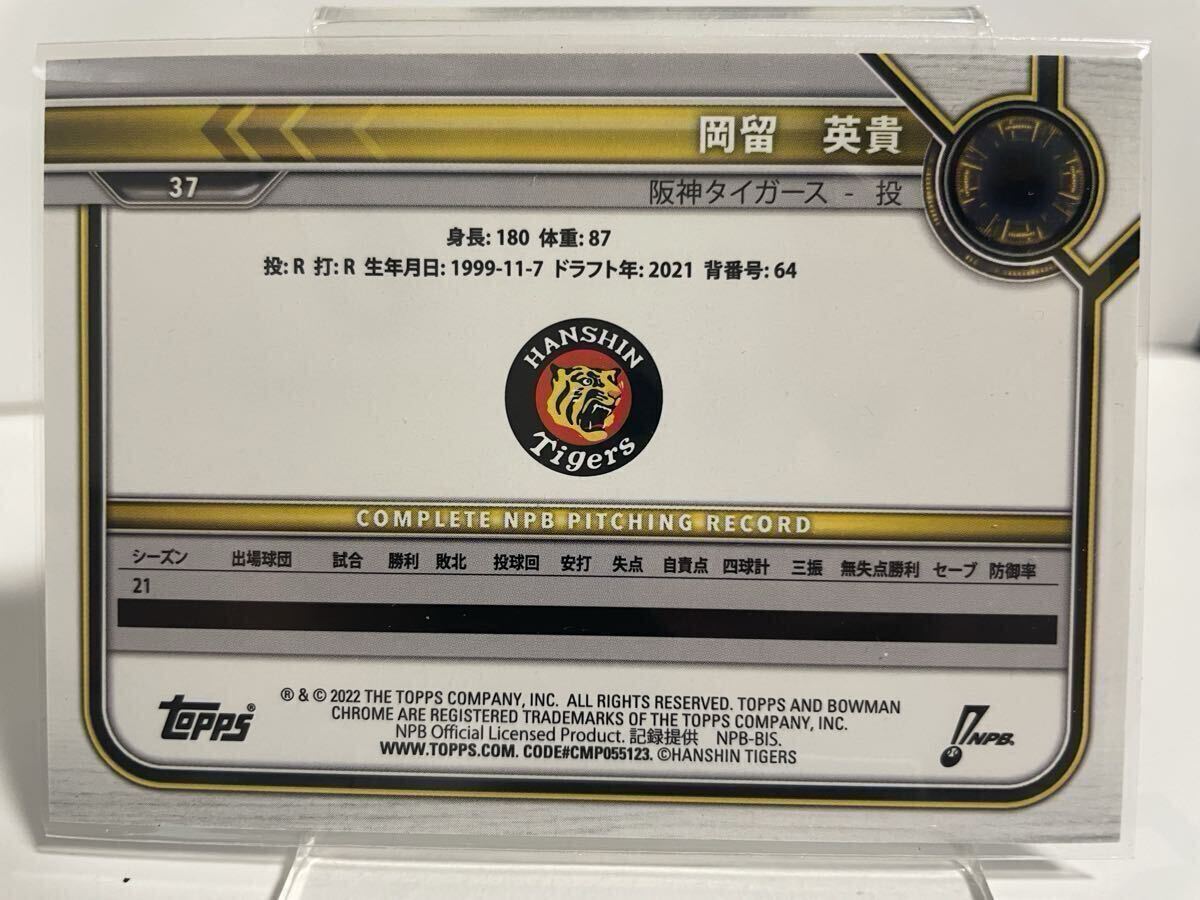 岡留 英貴
37
阪神タイガース - 投
身長: 180 体重: 87
投: R 打: R 生年月日: 1999-11-7 ドラフト年: 2021 背番号: 64
HANSHIN
Tigers
COMPLETE NPB PITCHING RECORD
シーズン 出場球団 試合 勝利 敗北 投球回 安打 失点 自責点 四球計 三振 無失点勝利 セーブ 防御率
21
® & © 2022 THE TOPPS COMPANY, INC. ALL RIGHTS RESERVED. TOPPS AND BOWMAN
CHROME ARE REGISTERED TRADEMARKS OF THE TOPPS COMPANY, INC.
NPB Official Licensed Product. 記録提供 NPB-BIS.
WWW.TOPPS.COM. CODE#CMP055123. ©HANSHIN TIGERS
TOPPS®
NPB®